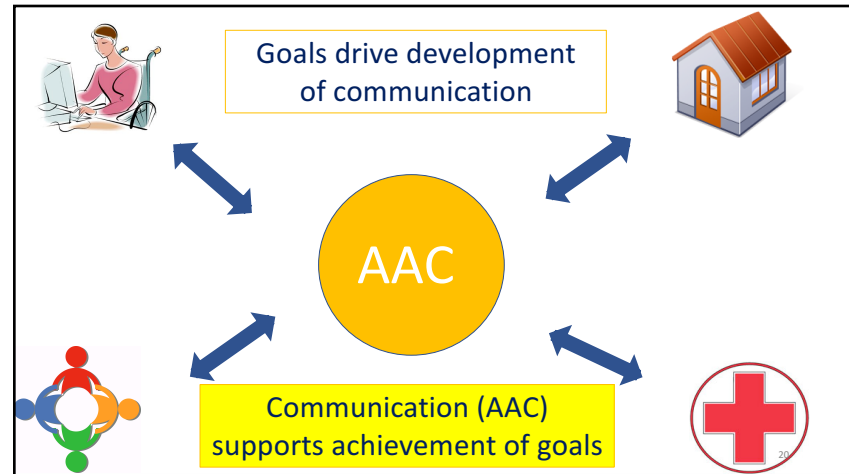 Goals drive development
of communication
AAC
Communication (AAC)
supports achievement of goals
20